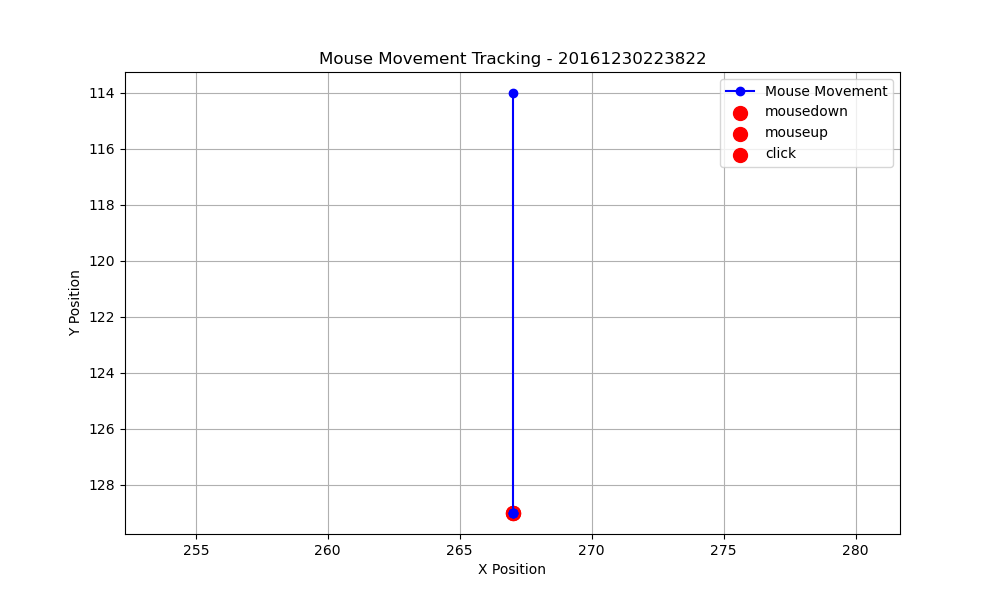 Mouse Movement Tracking - 20161230223822
Mouse Movement
mousedown
mouseup
click
114
116
118
120
122
124
126
128
Y Position
255
260
265
270
275
280
X Position